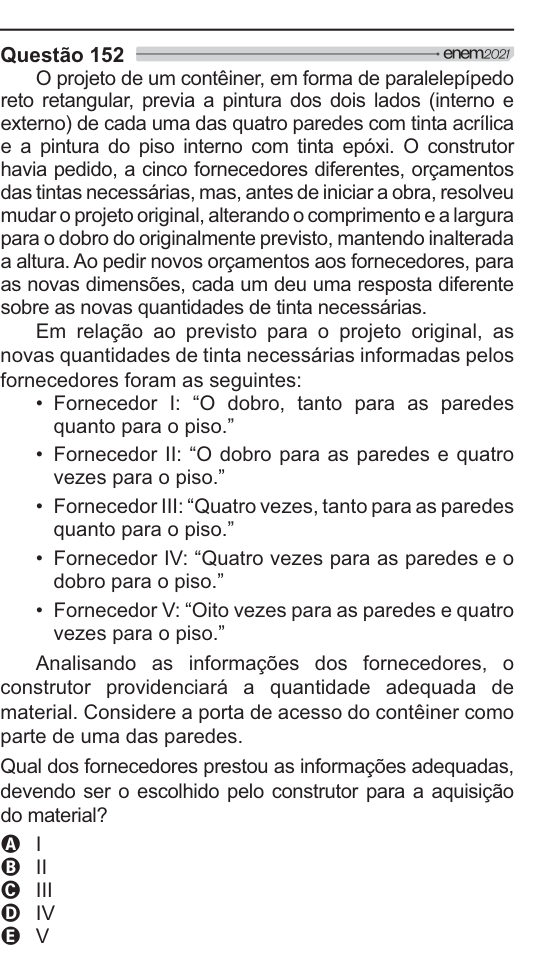 Questão 152 enem2021
O projeto de um contêiner, em forma de paralelepípedo
reto retangular, previa a pintura dos dois lados (interno e
externo) de cada uma das quatro paredes com tinta acrílica
e a pintura do piso interno com tinta epóxi. O construtor
havia pedido, a cinco fornecedores diferentes, orçamentos
das tintas necessárias, mas, antes de iniciar a obra, resolveu
mudar o projeto original, alterando o comprimento e a largura
para o dobro do originalmente previsto, mantendo inalterada
a altura. Ao pedir novos orçamentos aos fornecedores, para
as novas dimensões, cada um deu uma resposta diferente
sobre as novas quantidades de tinta necessárias.
Em relação ao previsto para o projeto original, as
novas quantidades de tinta necessárias informadas pelos
fornecedores foram as seguintes:
• Fornecedor I: “O dobro, tanto para as paredes
quanto para o piso.”
• Fornecedor II: “O dobro para as paredes e quatro
vezes para o piso.”
• Fornecedor III: “Quatro vezes, tanto para as paredes
quanto para o piso.”
• Fornecedor IV: “Quatro vezes para as paredes e o
dobro para o piso.”
• Fornecedor V: “Oito vezes para as paredes e quatro
vezes para o piso.”
Analisando as informações dos fornecedores, o
construtor providenciará a quantidade adequada de
material. Considere a porta de acesso do contêiner como
parte de uma das paredes.
Qual dos fornecedores prestou as informações adequadas,
devendo ser o escolhido pelo construtor para a aquisição
do material?
A I
B II
C III
D IV
E V